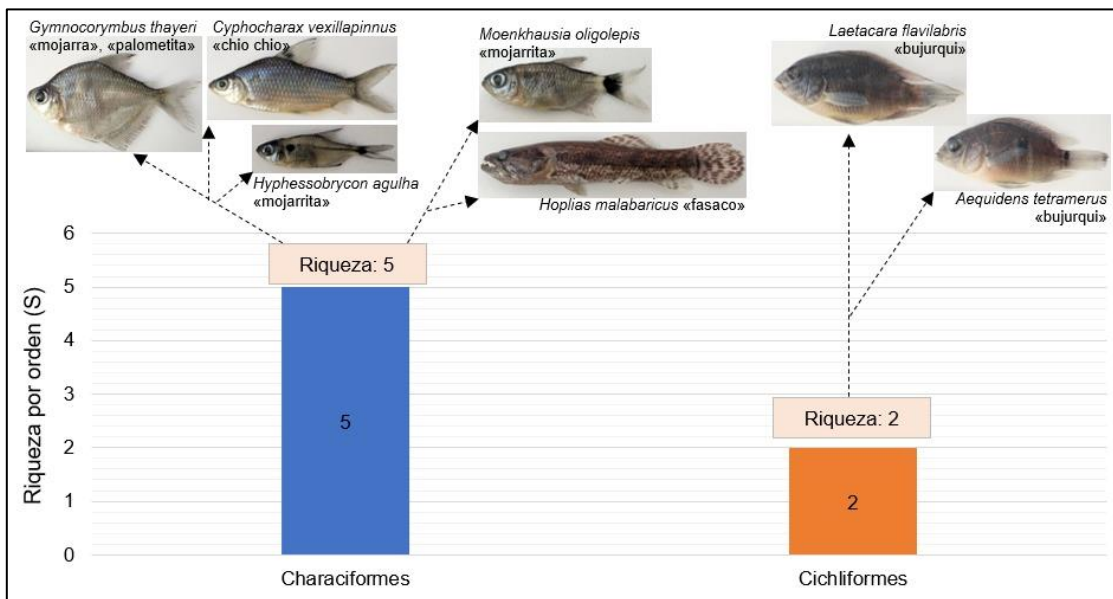 Gymnocorymbus thayeri
«mojarra», «palometita»
Cyphocharax vexillapinnus
«chio chio»
Hyphessobrycon agulha
«mojarrita»
Moenkhausia oligolepis
«mojarrita»
Hoplias malabaricus «fasaco»
Laetacara flavilabris
«bujurqui»
Aequidens tetramerus
«bujurqui»
Riqueza por orden (S)
6
5
4
3
2
1
0
Riqueza: 5
5
Riqueza: 2
2
Characiformes
Cichliformes